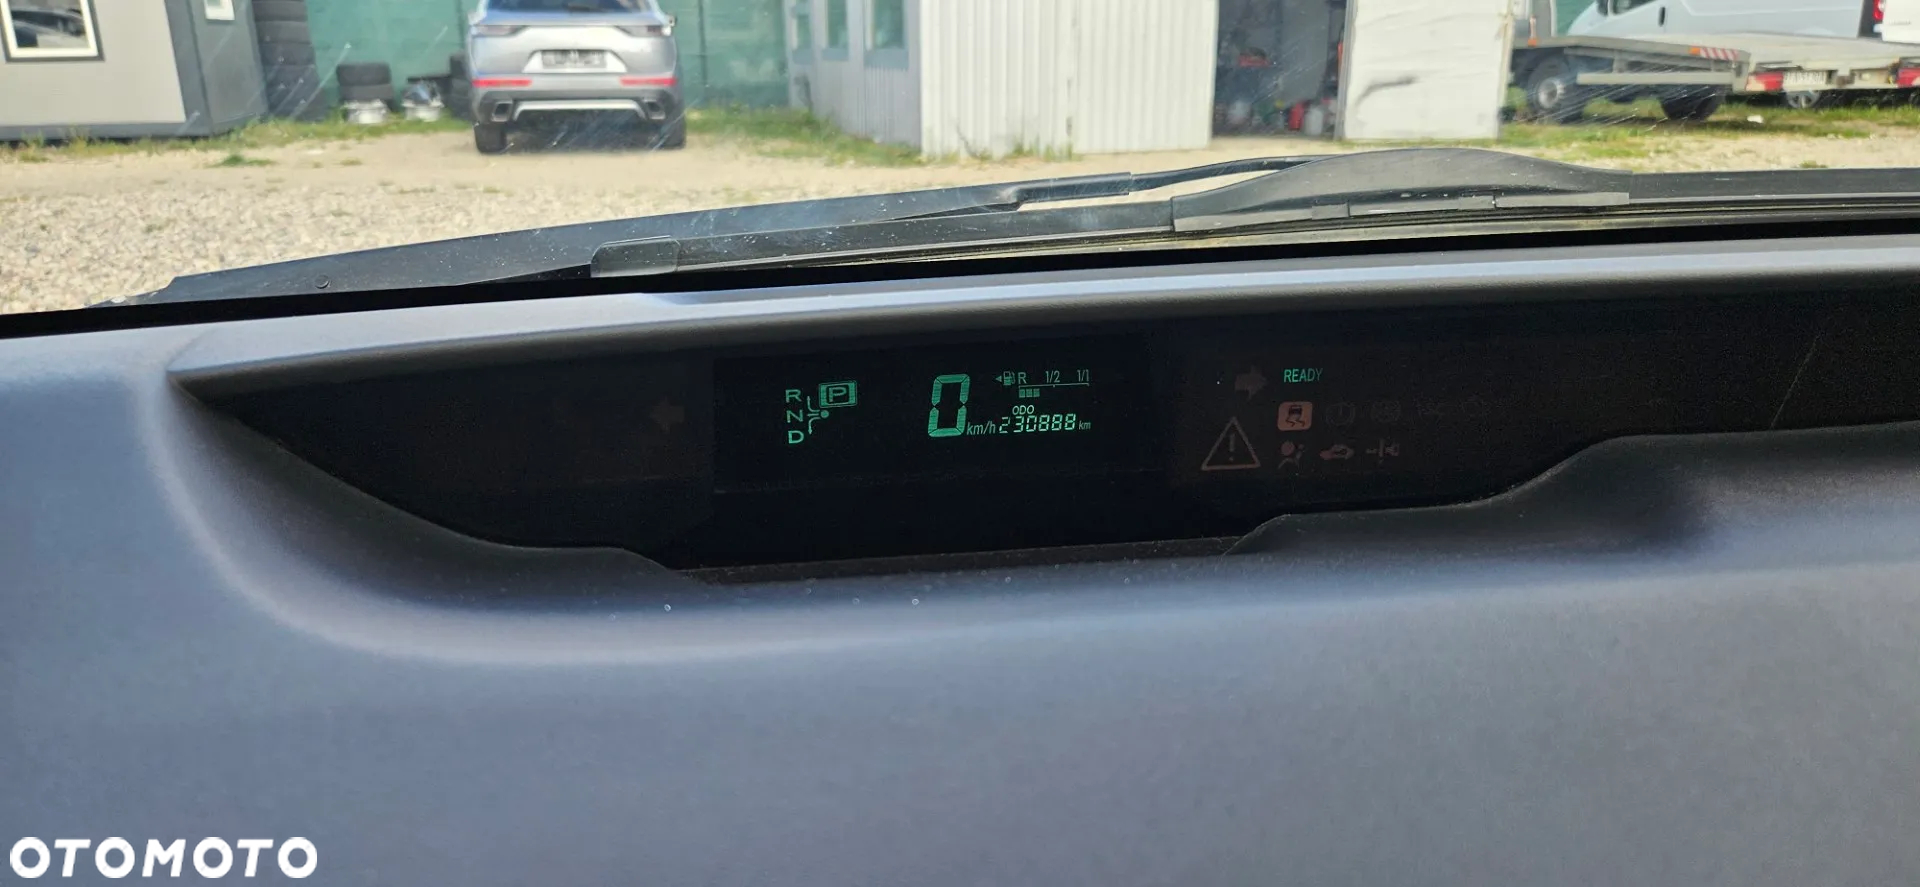 R P
N
D
0 km/h
R 1/2 1/1
ODO
230888 km
READY
OTOMOTO